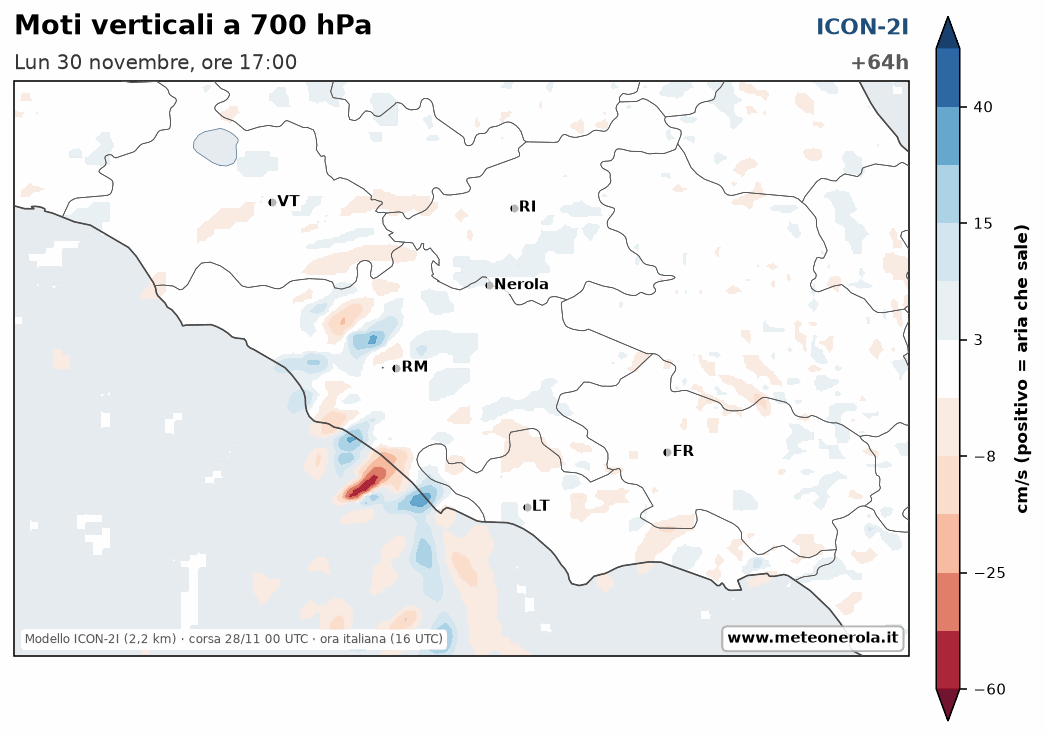 Moti verticali a 700 hPa
ICON-2I
Lun 30 novembre, ore 17:00
+64h
VT
RI
Nerola
RM
FR
LT
Modello ICON-2I (2,2 km) · corsa 28/11 00 UTC · ora italiana (16 UTC)
www.meteonerola.it
40
15
3
−8
−25
−60
cm/s (positivo = aria che sale)